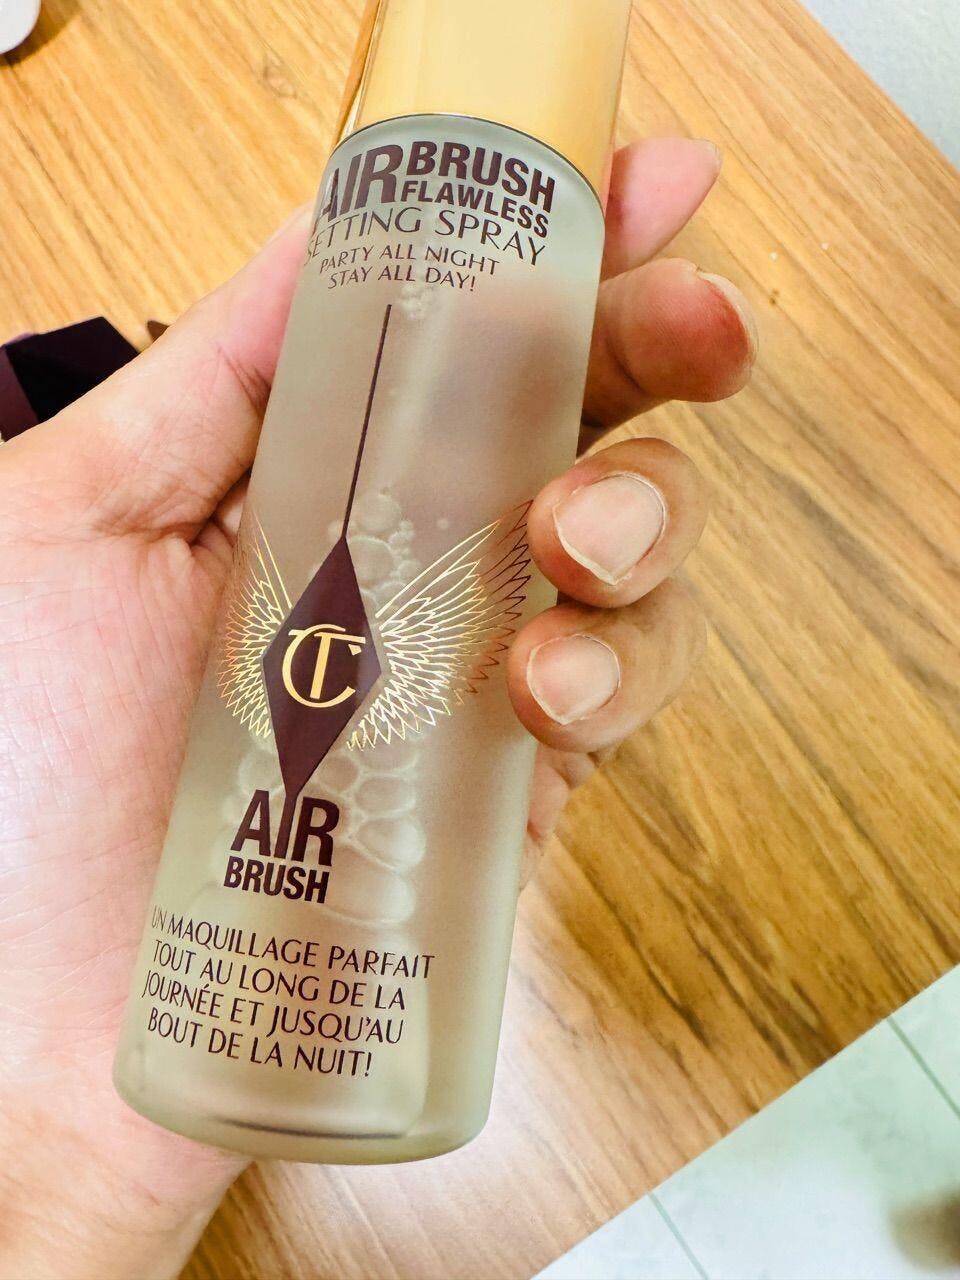 AIRBRUSH
FLAWLESS
SETTING SPRAY
PARTY ALL NIGHT
STAY ALL DAY!
CT
AIR
BRUSH
UN MAQUILLAGE PARFAIT
TOUT AU LONG DE LA
JOURNÉE ET JUSQU'AU
BOUT DE LA NUIT!